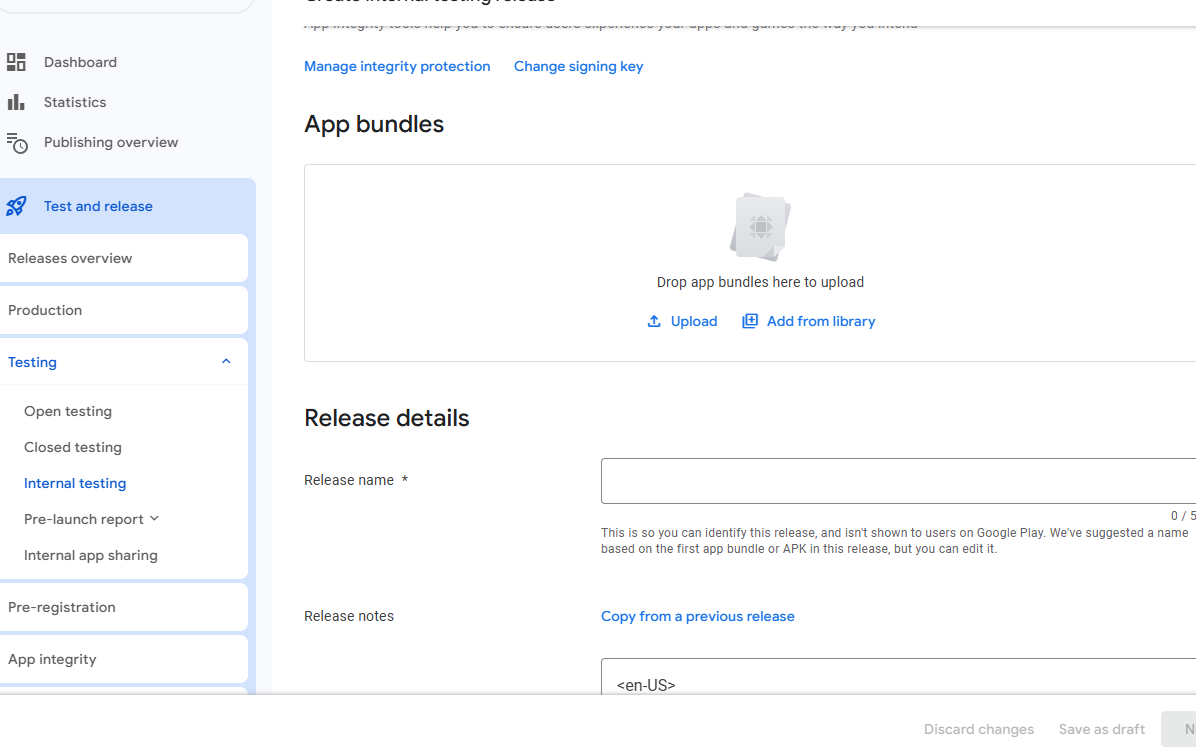 Create internal testing release
App integrity tools help you to ensure users experience your apps and games the way you intend
Manage integrity protection Change signing key
Dashboard
Statistics
Publishing overview
Test and release
Releases overview
Production
Testing
Open testing
Closed testing
Internal testing
Pre-launch report
Internal app sharing
Pre-registration
App integrity
App bundles
Drop app bundles here to upload
Upload Add from library
Release details
Release name *
0 / 5
This is so you can identify this release, and isn't shown to users on Google Play. We've suggested a name
based on the first app bundle or APK in this release, but you can edit it.
Release notes
Copy from a previous release
<en-US>
Discard changes Save as draft N